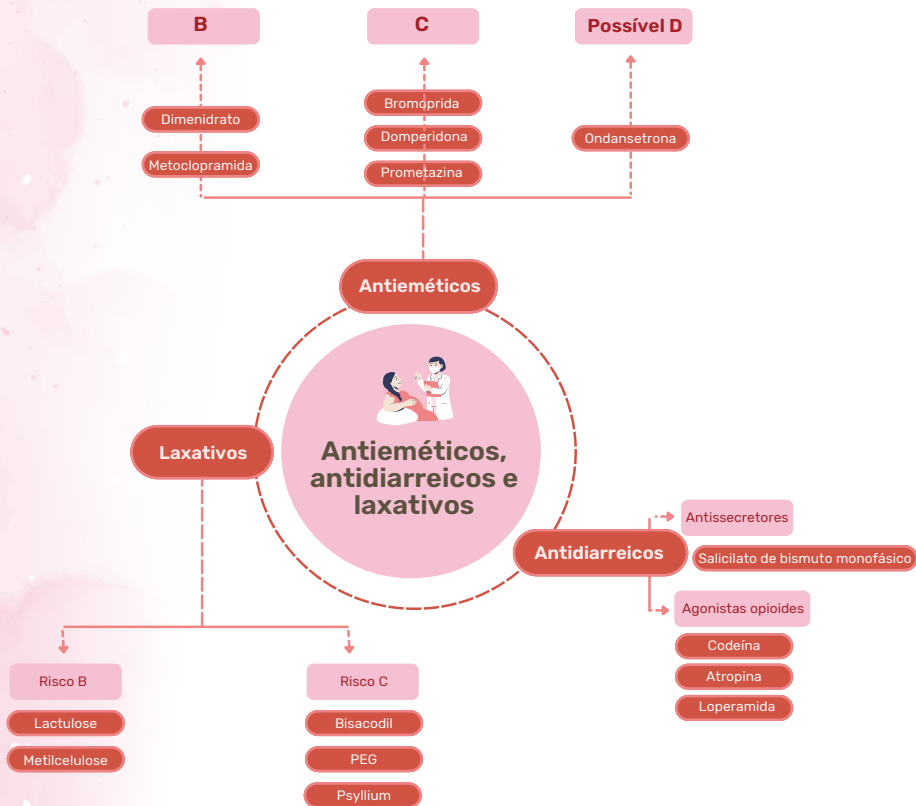 B
C
Possível D
Dimenidrato
Metoclopramida
Bromoprida
Domperidona
Prometazina
Ondansetrona
Antieméticos
Antieméticos,
antidiarreicos e
laxativos
Laxativos
Antidiarreicos
Antissecretores
Salicilato de bismuto monofásico
Agonistas opioides
Codeína
Atropina
Loperamida
Risco B
Lactulose
Metilcelulose
Risco C
Bisacodil
PEG
Psyllium